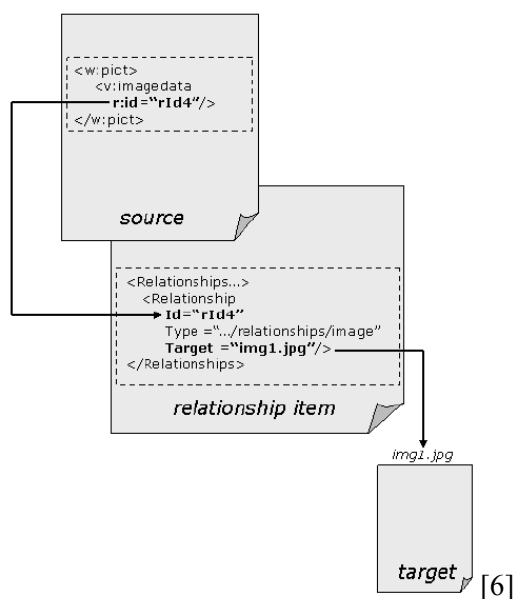 <w:pict>
<v:imagedata
r:id=“rId4”/>
</w:pict>
source
<Relationships...>
<Relationship
Id=“rId4”
Type =“.../relationships/image”
Target =“img1.jpg”/>
</Relationships>
relationship item
img1.jpg
target
[6]